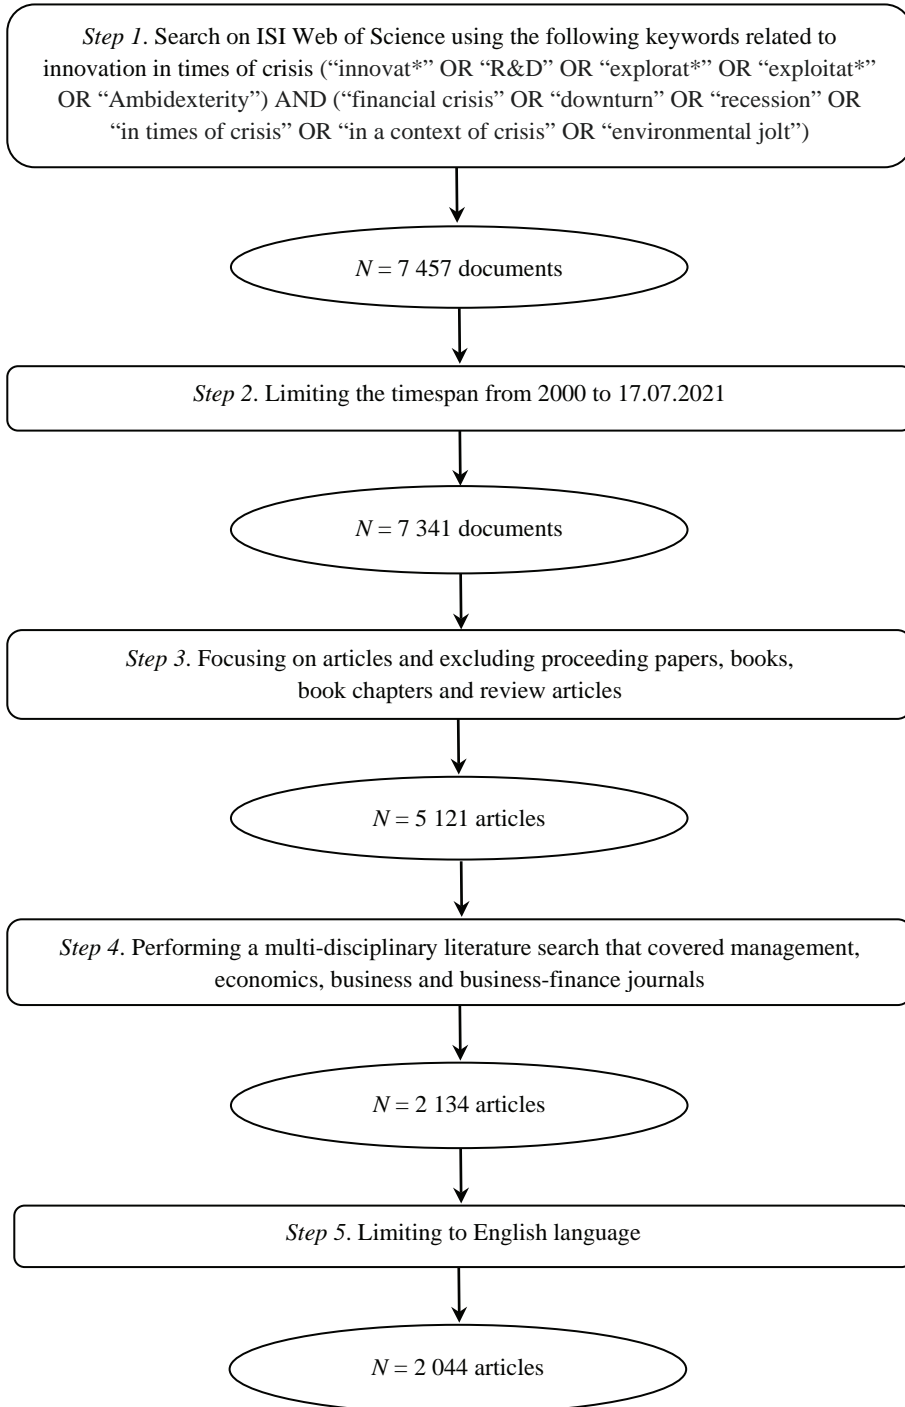 Step 1. Search on ISI Web of Science using the following keywords related to
innovation in times of crisis (“innovat*” OR “R&D” OR “explorat*” OR “exploitat*”
OR “Ambidexterity”) AND (“financial crisis” OR “downturn” OR “recession” OR
“in times of crisis” OR “in a context of crisis” OR “environmental jolt”)
N = 7 457 documents
Step 2. Limiting the timespan from 2000 to 17.07.2021
N = 7 341 documents
Step 3. Focusing on articles and excluding proceeding papers, books,
book chapters and review articles
N = 5 121 articles
Step 4. Performing a multi-disciplinary literature search that covered management,
economics, business and business-finance journals
N = 2 134 articles
Step 5. Limiting to English language
N = 2 044 articles